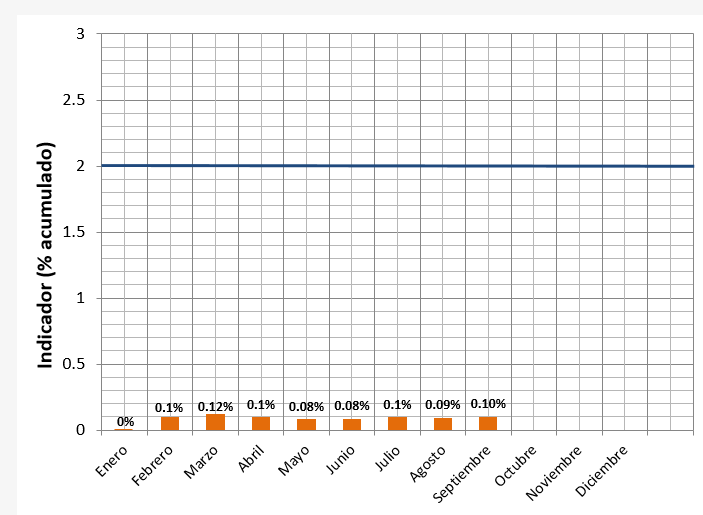 Indicador (% acumulado)
3
2.5
2
1.5
1
0.5
0
0%
0.1%
0.12%
0.1%
0.08%
0.08%
0.1%
0.09%
0.10%
Enero
Febrero
Marzo
Abril
Mayo
Junio
Julio
Agosto
Septiembre
Octubre
Noviembre
Diciembre